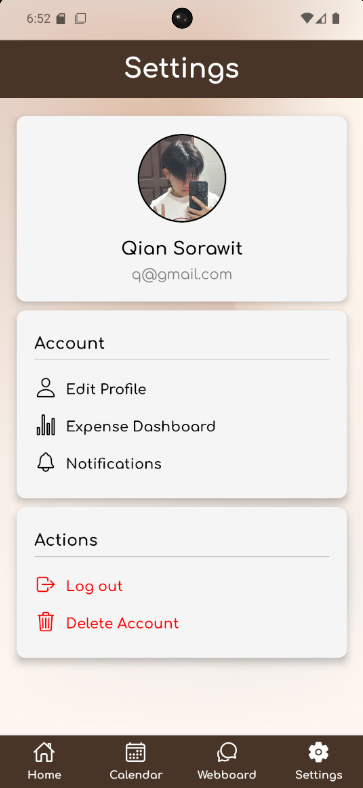 6:52
Settings
Qian Sorawit
q@gmail.com
Account
Edit Profile
Expense Dashboard
Notifications
Actions
Log out
Delete Account
Home Calendar Webboard Settings